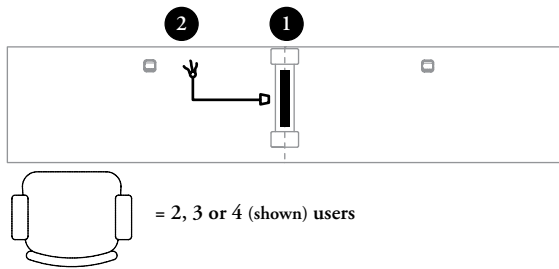 2 1
= 2, 3 or 4 (shown) users